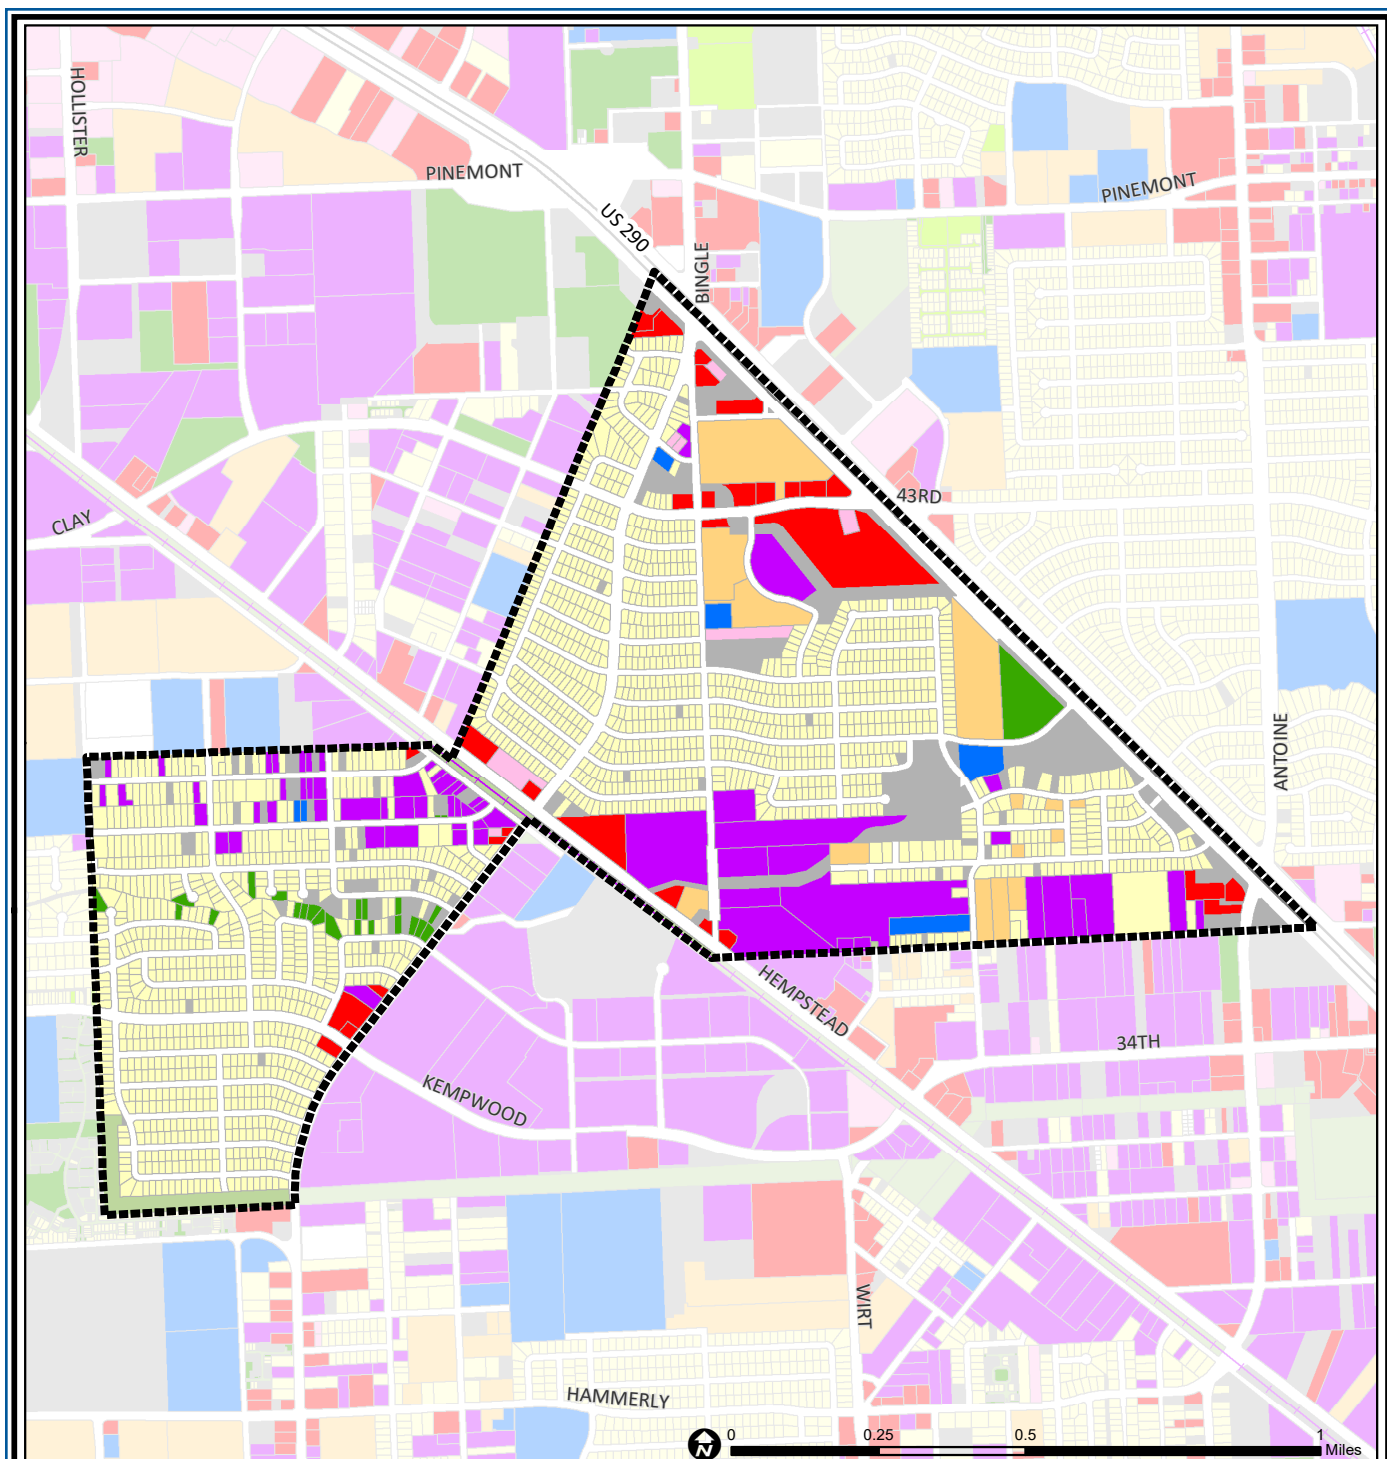 HOLLISTER
PINEMONT
PINEMONT
US 290
BINGLE
43RD
CLAY
ANTOINE
HEMPSTEAD
34TH
KEMPWOOD
WIRT
HAMMERLY
N
0 0.25 0.5 1
Miles